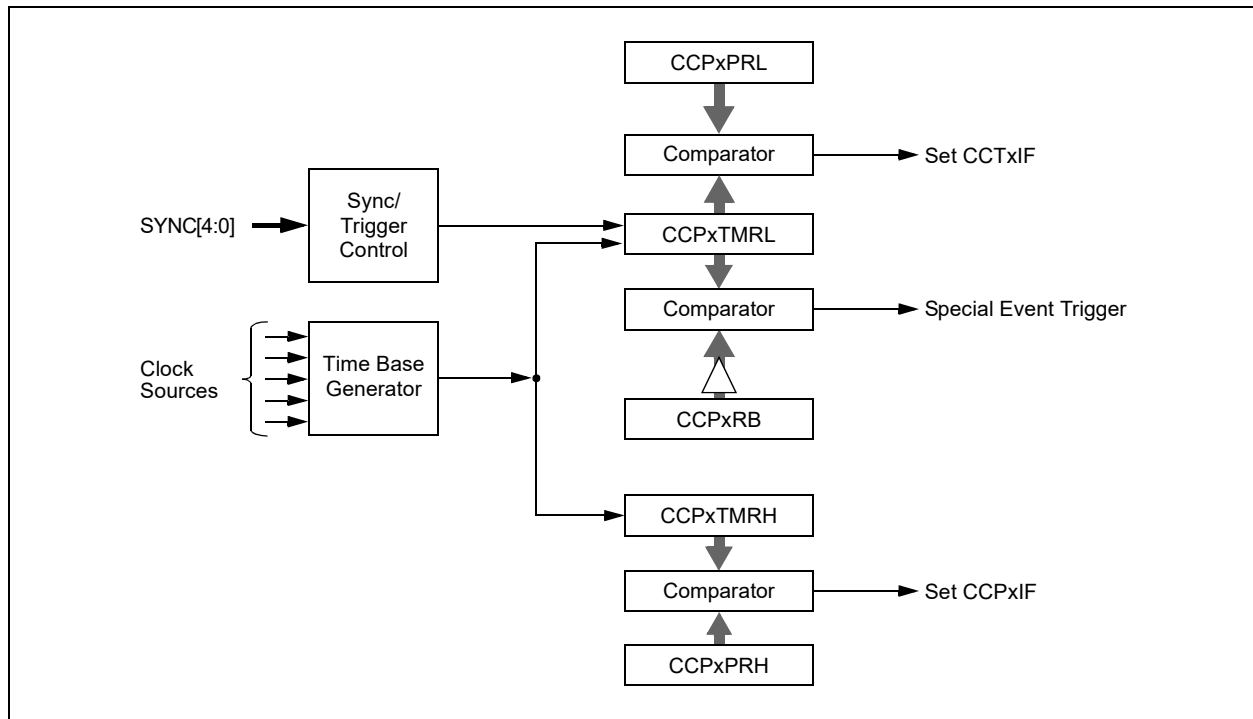 CCPxPRL
Comparator
Set CCTxIF
Sync/
Trigger
Control
SYNC[4:0]
CCPxTMRL
Comparator
Special Event Trigger
Clock
Sources
Time Base
Generator
CCPxRB
CCPxTMRH
Comparator
Set CCPxIF
CCPxPRH